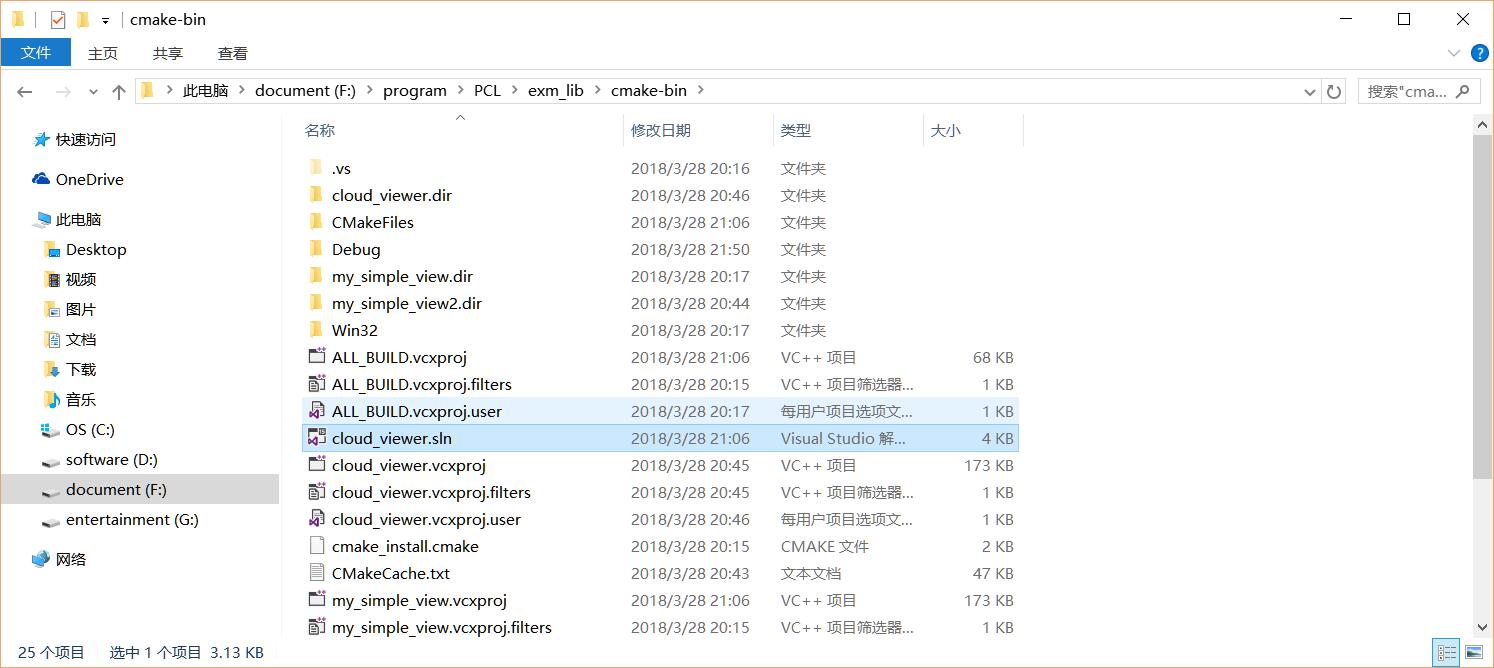 cmake-bin
文件 主页 共享 查看
此电脑 document (F:) program PCL exm_lib cmake-bin 搜索"cma...
名称 修改日期 类型 大小
快速访问
OneDrive
此电脑
Desktop
视频
图片
文档
下载
音乐
OS (C:)
software (D:)
document (F:)
entertainment (G:)
网络
.vs 2018/3/28 20:16 文件夹
cloud_viewer.dir 2018/3/28 20:46 文件夹
CMakeFiles 2018/3/28 21:06 文件夹
Debug 2018/3/28 21:50 文件夹
my_simple_view.dir 2018/3/28 20:17 文件夹
my_simple_view2.dir 2018/3/28 20:44 文件夹
Win32 2018/3/28 20:17 文件夹
ALL_BUILD.vcxproj 2018/3/28 21:06 VC++ 项目 68 KB
ALL_BUILD.vcxproj.filters 2018/3/28 20:15 VC++ 项目筛选器... 1 KB
ALL_BUILD.vcxproj.user 2018/3/28 20:17 每用户项目选项文... 1 KB
cloud_viewer.sln 2018/3/28 21:06 Visual Studio 解... 4 KB
cloud_viewer.vcxproj 2018/3/28 20:45 VC++ 项目 173 KB
cloud_viewer.vcxproj.filters 2018/3/28 20:45 VC++ 项目筛选器... 1 KB
cloud_viewer.vcxproj.user 2018/3/28 20:46 每用户项目选项文... 1 KB
cmake_install.cmake 2018/3/28 20:15 CMAKE 文件 2 KB
CMakeCache.txt 2018/3/28 20:43 文本文档 47 KB
my_simple_view.vcxproj 2018/3/28 21:06 VC++ 项目 173 KB
my_simple_view.vcxproj.filters 2018/3/28 20:15 VC++ 项目筛选器... 1 KB
25 个项目 选中 1 个项目 3.13 KB